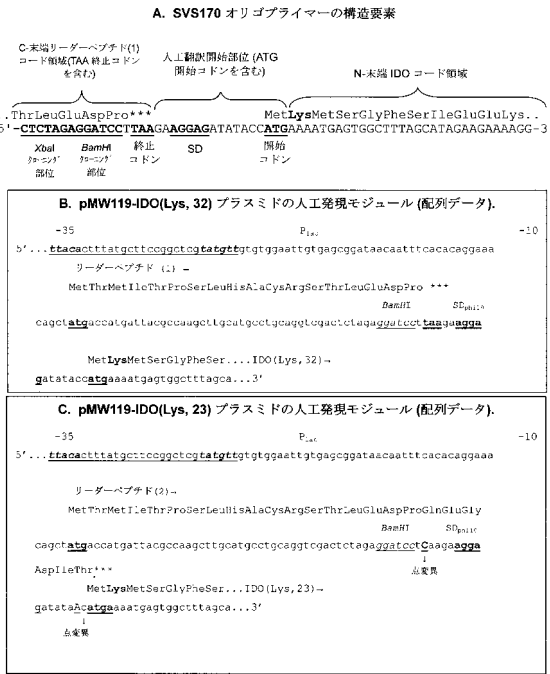 A. SVS170 オリゴプライマーの構造要素
C-末端リーダーペプチド(1)
コード領域(TAA 終止コドン
を含む)
人工翻訳開始部位 (ATG
開始コドンを含む)
N-末端 IDO コード領域
.ThrLeuGluAspPro***
MetLysMetSerGlyPheSerIleGluGluLys..
5'-CTCTAGAGGATCCTTAAGAAGGAGATATACCATGAAAATGAGTGGCTTTAGCATAGAAGAAAAGG-3
XbaI
クローニング
部位
BamHI
クローニング
部位
終止
コドン
SD
開始
コドン
B. pMW119-IDO(Lys, 32) プラスミドの人工発現モジュール (配列データ).
-35 Plac -10
5'...ttacactttatgcttccggctcgtatgttgtgtggaattgtgagcggataacaatttcacacaggaaa
リーダーペプチド (1) →
MetThrMetIleThrProSerLeuHisAlaCysArgSerThrLeuGluAspPro ***
BamHI SDphi10
cagctatgaccatgattacgccaagcttgcatgcctgcaggtcgactctagaggatccttaagaagga
MetLysMetSerGlyPheSer....IDO(Lys,32)→
gatataccatgaaaatgagtggctttagca...3'
C. pMW119-IDO(Lys, 23) プラスミドの人工発現モジュール (配列データ).
-35 Plac -10
5'...ttacactttatgcttccggctcgtatgttgtgtggaattgtgagcggataacaatttcacacaggaaa
リーダーペプチド(2)→
MetThrMetIleThrProSerLeuHisAlaCysArgSerThrLeuGluAspProGlnGluGly
BamHI SDphi10
cagctatgaccatgattacgccaagcttgcatgcctgcaggtcgactctagaggatcctCaagaagga
AspIleThr***
↓
点変異
MetLysMetSerGlyPheSer...IDO(Lys,23)→
gatataAcatgaaaatgagtggctttagca...3'
↓
点変異